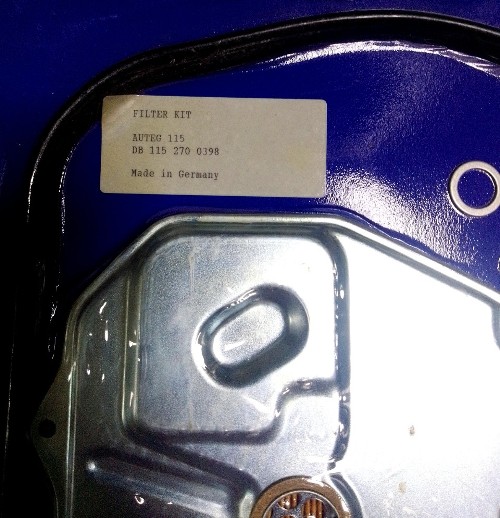 FILTER KIT
AUTEG 115
DB 115 270 0398
Made in Germany